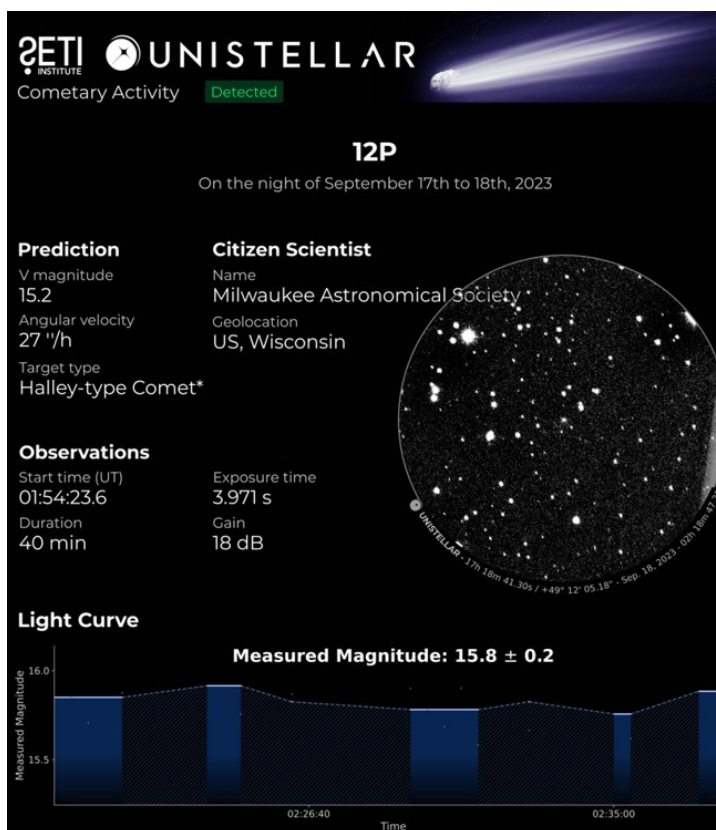 SETI
INSTITUTE
UNISTELLAR
Cometary Activity Detected
12P
On the night of September 17th to 18th, 2023
Prediction
V magnitude
15.2
Angular velocity
27 ''/h
Target type
Halley-type Comet*
Citizen Scientist
Name
Milwaukee Astronomical Society
Geolocation
US, Wisconsin
Observations
Start time (UT)
01:54:23.6
Duration
40 min
Exposure time
3.971 s
Gain
18 dB
UNISTELLAR - 17h 18m 41.30s / +49° 12' 05.18" - Sep. 18, 2023 - 02h 18m
Light Curve
Measured Magnitude: 15.8 ± 0.2
Measured Magnitude
16.0
15.5
02:26:40
02:35:00
Time